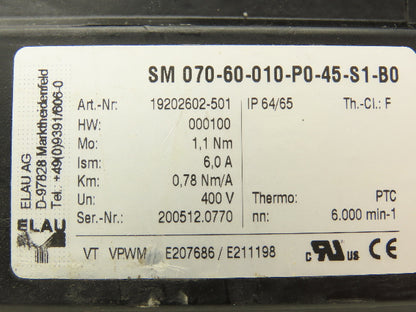 SM 070-60-010-P0-45-S1-B0
Art.-Nr: 19202602-501 IP 64/65 Th.-Cl.: F
HW: 000100
Mo: 1,1 Nm
Ism: 6,0 A
Km: 0,78 Nm/A
Un: 400 V Thermo: PTC
Ser.-Nr.: 200512.0770 nn: 6.000 min-1
VT VPWM E207686 / E211198 c RU us CE
ELAU AG
D-97828 Marktheidenfeld
Tel.: +49(0)9391/606-0
ELAU